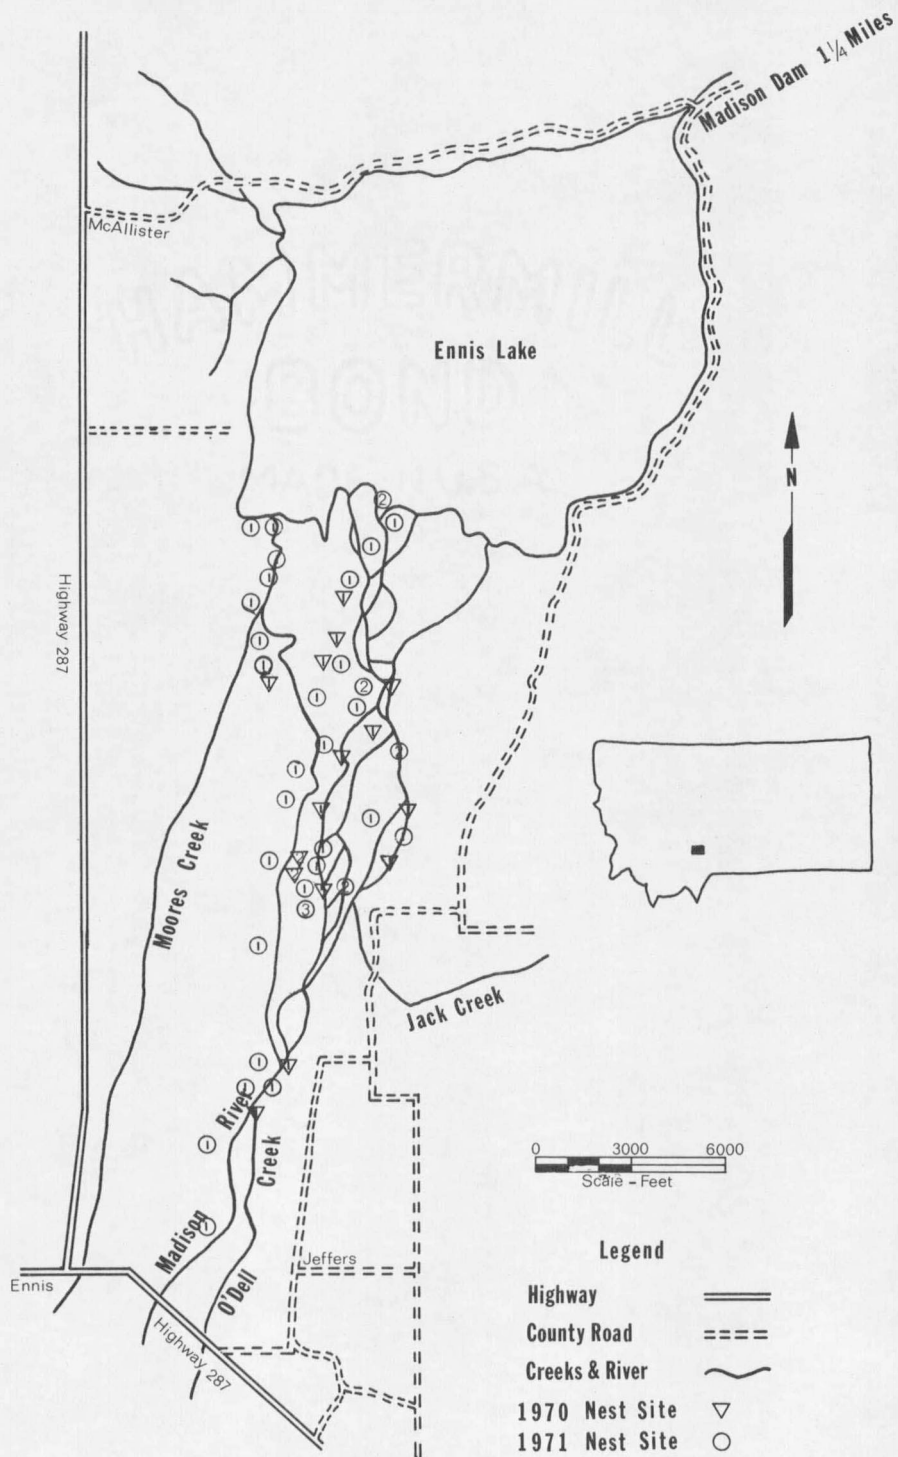 Madison Dam 1¼ Miles
McAllister
Ennis Lake
N
Highway 287
Moores Creek
Jack Creek
Madison River
O'Dell Creek
0 3000 6000
Scale - Feet
Jeffers
Ennis
Highway 287
Legend
Highway
County Road
Creeks & River
1970 Nest Site
1971 Nest Site